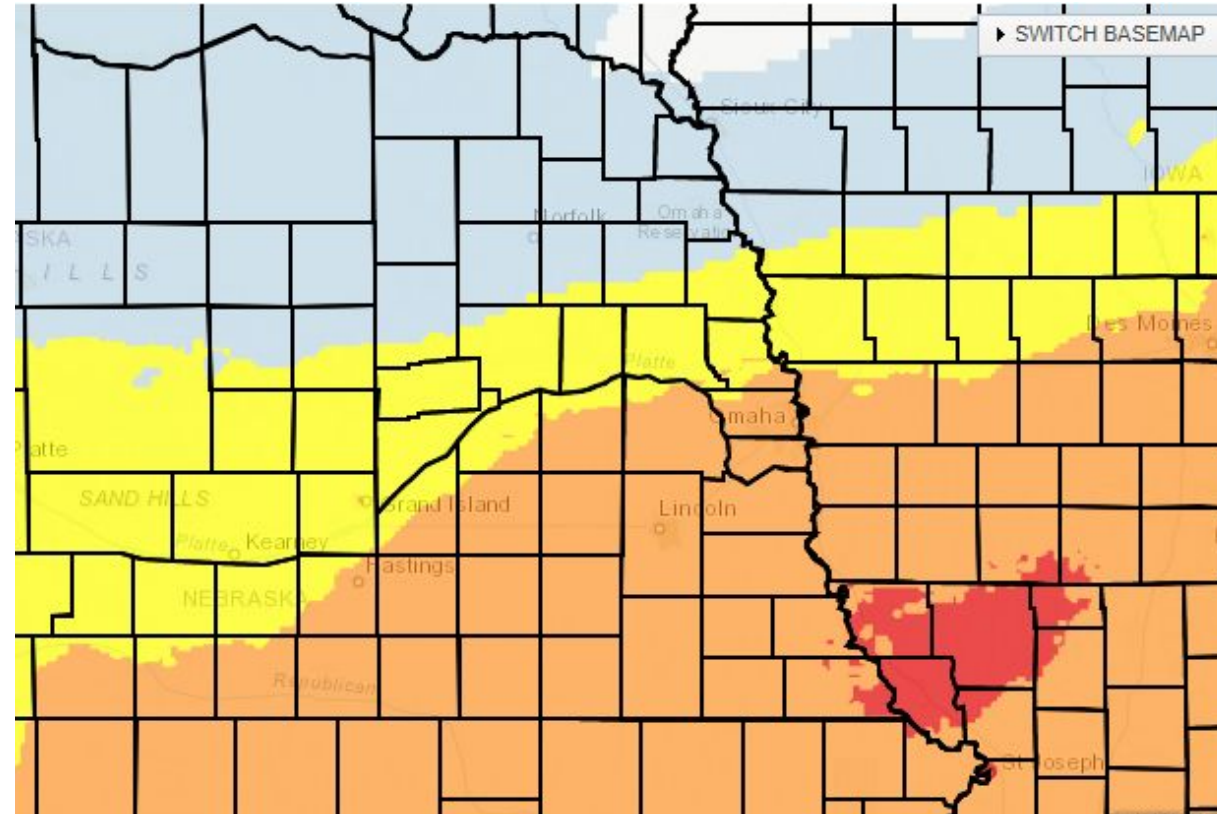 SWITCH BASEMAP
Sioux City
IOWA
Norfolk
Omaha
Reservation
SKA
I L L S
Des Moines
Platte
Omaha
Platte
SAND HILLS
Grand Island
Lincoln
Platte
Kearney
Hastings
NEBRASKA
Republican
St Joseph